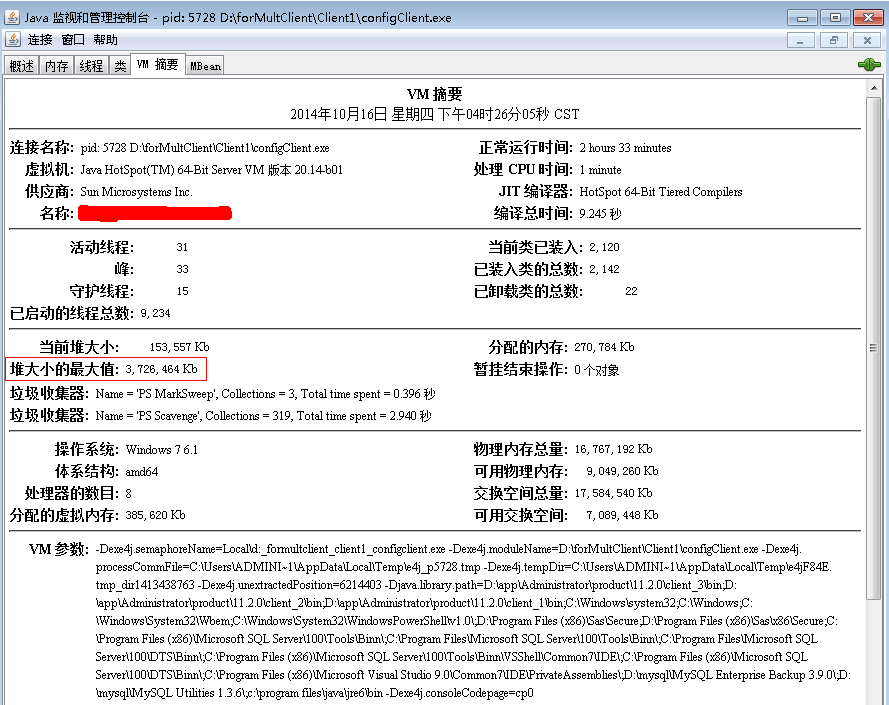 Java 监视和管理控制台 - pid: 5728 D:\forMultClient\Client1\configClient.exe
连接 窗口 帮助
概述 内存 线程 类 VM 摘要 MBean
VM 摘要
2014年10月16日 星期四 下午04时26分05秒 CST
连接名称: pid: 5728 D:\forMultClient\Client1\configClient.exe 正常运行时间: 2 hours 33 minutes
虚拟机: Java HotSpot(TM) 64-Bit Server VM 版本 20.14-b01 处理 CPU 时间: 1 minute
供应商: Sun Microsystems Inc. JIT 编译器: HotSpot 64-Bit Tiered Compilers
名称: 编译总时间: 9.245 秒
活动线程: 31 当前类已装入: 2,120
峰: 33 已装入类的总数: 2,142
守护线程: 15 已卸载类的总数: 22
已启动的线程总数: 9,234
当前堆大小: 153,557 Kb 分配的内存: 270,784 Kb
堆大小的最大值: 3,726,464 Kb 暂挂结束操作: 0 个对象
垃圾收集器: Name = 'PS MarkSweep', Collections = 3, Total time spent = 0.396 秒
垃圾收集器: Name = 'PS Scavenge', Collections = 319, Total time spent = 2.940 秒
操作系统: Windows 7 6.1 物理内存总量: 16,767,192 Kb
体系结构: amd64 可用物理内存: 9,049,260 Kb
处理器的数目: 8 交换空间总量: 17,584,540 Kb
分配的虚拟内存: 385,620 Kb 可用交换空间: 7,089,448 Kb
VM 参数: -Dexe4j.semaphoreName=Local\d:_formultclient_client1_configclient.exe -Dexe4j.moduleName=D:\forMultClient\Client1\configClient.exe -Dexe4j.
processCommFile=C:\Users\ADMINI~1\AppData\Local\Temp\e4j_p5728.tmp -Dexe4j.tempDir=C:\Users\ADMINI~1\AppData\Local\Temp\e4jF84E.
tmp_dir1413438763 -Dexe4j.unextractedPosition=6214403 -Djava.library.path=D:\app\Administrator\product\11.2.0\client_3\bin;D:
\app\Administrator\product\11.2.0\client_2\bin;D:\app\Administrator\product\11.2.0\client_1\bin;C:\Windows\system32;C:\Windows;C:
\Windows\System32\Wbem;C:\Windows\System32\WindowsPowerShell\v1.0\;D:\Program Files (x86)\Sas\Secure;D:\Program Files (x86)\Sas\x86\Secure;C:
\Program Files (x86)\Microsoft SQL Server\100\Tools\Binn\;C:\Program Files\Microsoft SQL Server\100\Tools\Binn\;C:\Program Files\Microsoft SQL
Server\100\DTS\Binn\;C:\Program Files (x86)\Microsoft SQL Server\100\Tools\Binn\VSShell\Common7\IDE\;C:\Program Files (x86)\Microsoft SQL
Server\100\DTS\Binn\;C:\Program Files (x86)\Microsoft Visual Studio 9.0\Common7\IDE\PrivateAssemblies\;D:\mysql\MySQL Enterprise Backup 3.9.0\;D:
\mysql\MySQL Utilities 1.3.6\;c:\program files\java\jre6\bin -Dexe4j.consoleCodepage=cp0